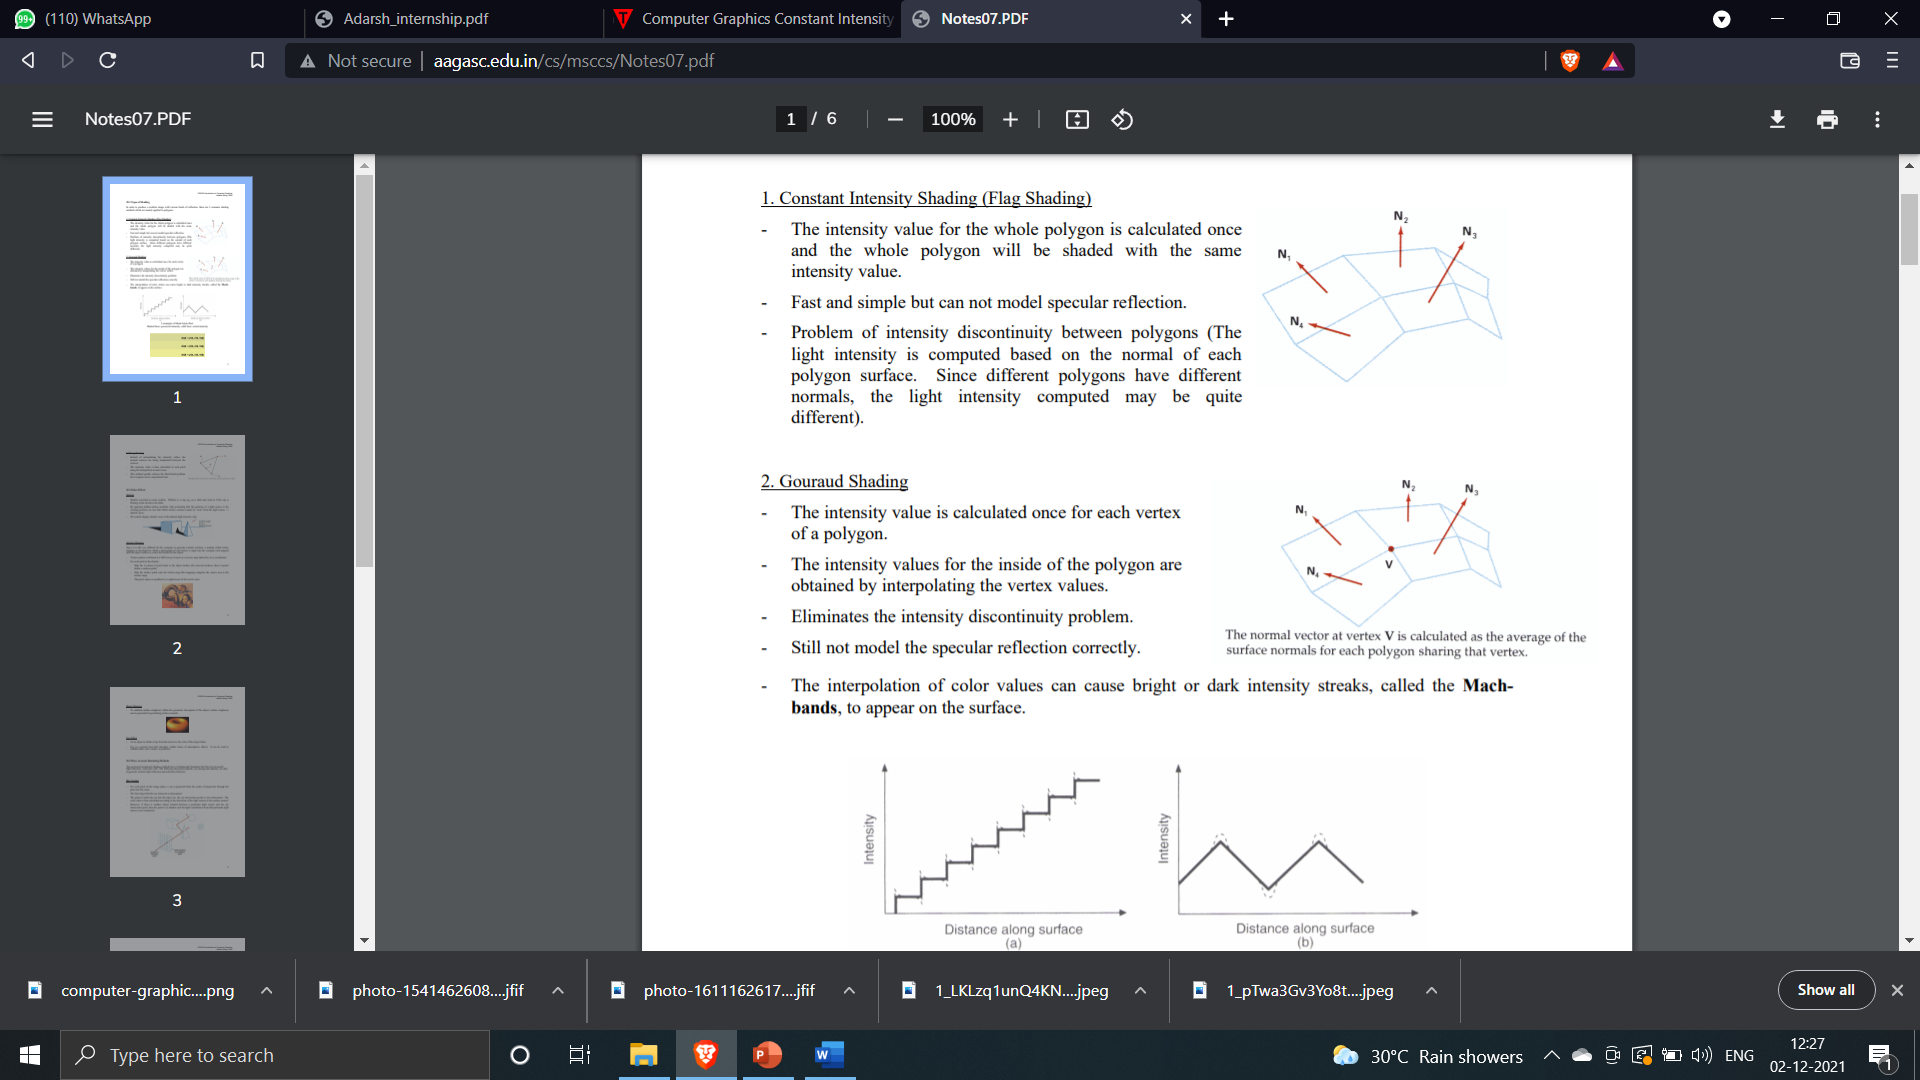 (110) WhatsApp
Adarsh_internship.pdf
Computer Graphics Constant Intensity
Notes07.PDF
Not secure
aagasc.edu.in/cs/msccs/Notes07.pdf
Notes07.PDF
1 / 6
100%
1
2
3
1. Constant Intensity Shading (Flag Shading)
- The intensity value for the whole polygon is calculated once
and the whole polygon will be shaded with the same
intensity value.
- Fast and simple but can not model specular reflection.
- Problem of intensity discontinuity between polygons (The
light intensity is computed based on the normal of each
polygon surface. Since different polygons have different
normals, the light intensity computed may be quite
different).
N2
N3
N1
N4
2. Gouraud Shading
- The intensity value is calculated once for each vertex
of a polygon.
- The intensity values for the inside of the polygon are
obtained by interpolating the vertex values.
- Eliminates the intensity discontinuity problem.
- Still not model the specular reflection correctly.
N2
N3
N1
N4
V
The normal vector at vertex V is calculated as the average of the
surface normals for each polygon sharing that vertex.
- The interpolation of color values can cause bright or dark intensity streaks, called the Mach-
bands, to appear on the surface.
Intensity
Distance along surface
(a)
Intensity
Distance along surface
(b)
computer-graphic....png
photo-1541462608....jfif
photo-1611162617....jfif
1_LKLzq1unQ4KN....jpeg
1_pTwa3Gv3Yo8t....jpeg
Show all
Type here to search
30°C Rain showers
ENG
12:27
02-12-2021
1